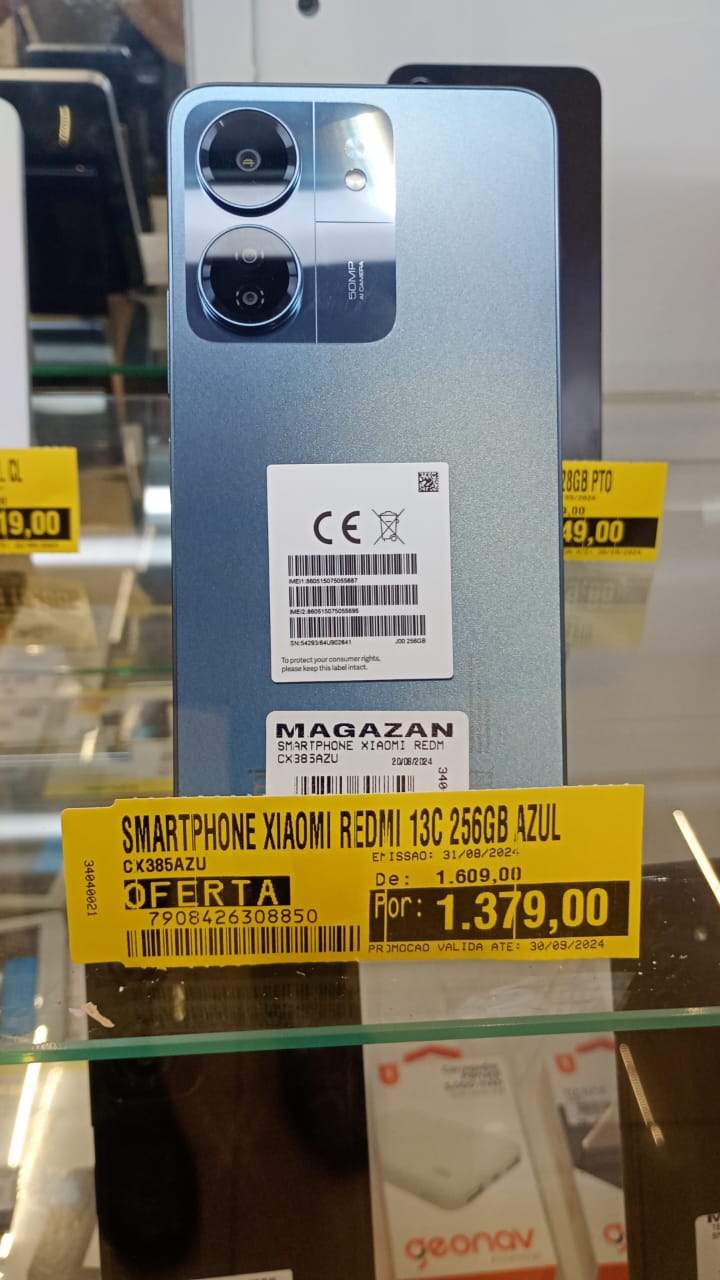 50MP
AI CAMERA
CL
19,00
28GB PTO
49,00
CE
IMEI1:860515075055687
IMEI2:860515075055695
SN:54293/64U902641 J00 256GB
To protect your consumer rights,
please keep this label intact.
MAGAZAN
SMARTPHONE XIAOMI REDM
CX385AZU 20/08/2024
340
SMARTPHONE XIAOMI REDMI 13C 256GB AZUL
CX385AZU
EMISSAO: 31/08/2024
34040021
OFERTA
De: 1.609,00
Por: 1.379,00
7908426308850
PROMOCAO VALIDA ATE: 30/09/2024
geonav